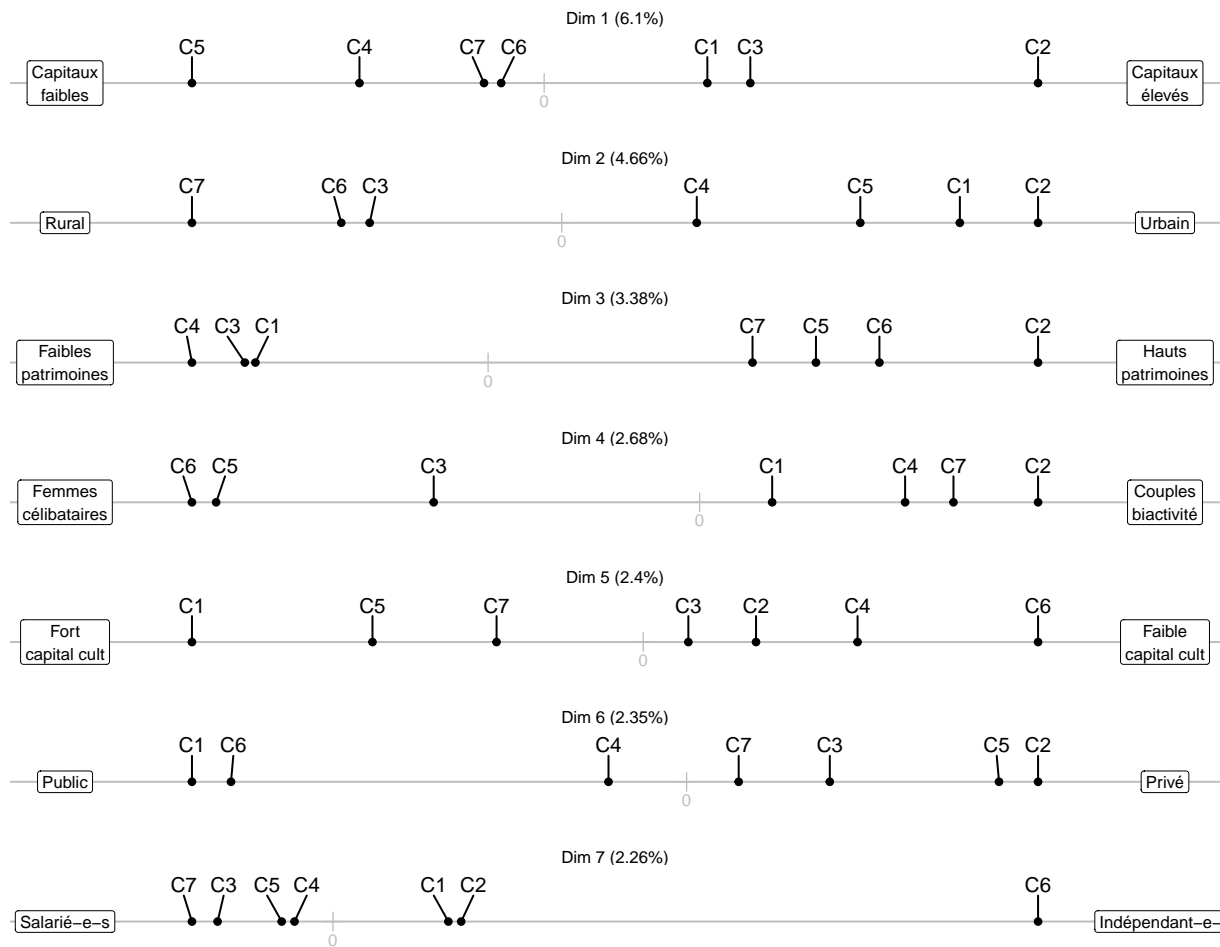 Dim 1 (6.1%)
C5 C4 C7 C6 C1 C3 C2
Capitaux
faibles
Capitaux
élevés
0
Dim 2 (4.66%)
C7 C6 C3 C4 C5 C1 C2
Rural
Urbain
0
Dim 3 (3.38%)
C4 C3 C1 C7 C5 C6 C2
Faibles
patrimoines
Hauts
patrimoines
0
Dim 4 (2.68%)
C6 C5 C3 C1 C4 C7 C2
Femmes
célibataires
Couples
biactivité
0
Dim 5 (2.4%)
C1 C5 C7 C3 C2 C4 C6
Fort
capital cult
Faible
capital cult
0
Dim 6 (2.35%)
C1 C6 C4 C7 C3 C5 C2
Public
Privé
0
Dim 7 (2.26%)
C7 C3 C5 C4 C1 C2 C6
Salarié−e−s
Indépendant−e−
0